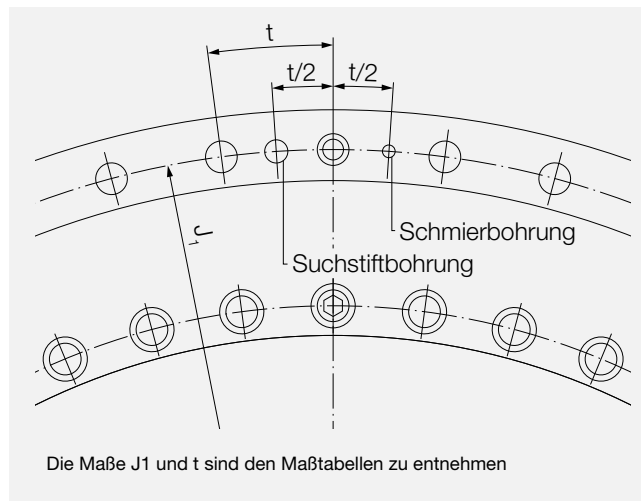 t
t/2 t/2
Schmierbohrung
J₁
Suchstiftbohrung
Die Maße J1 und t sind den Maßtabellen zu entnehmen